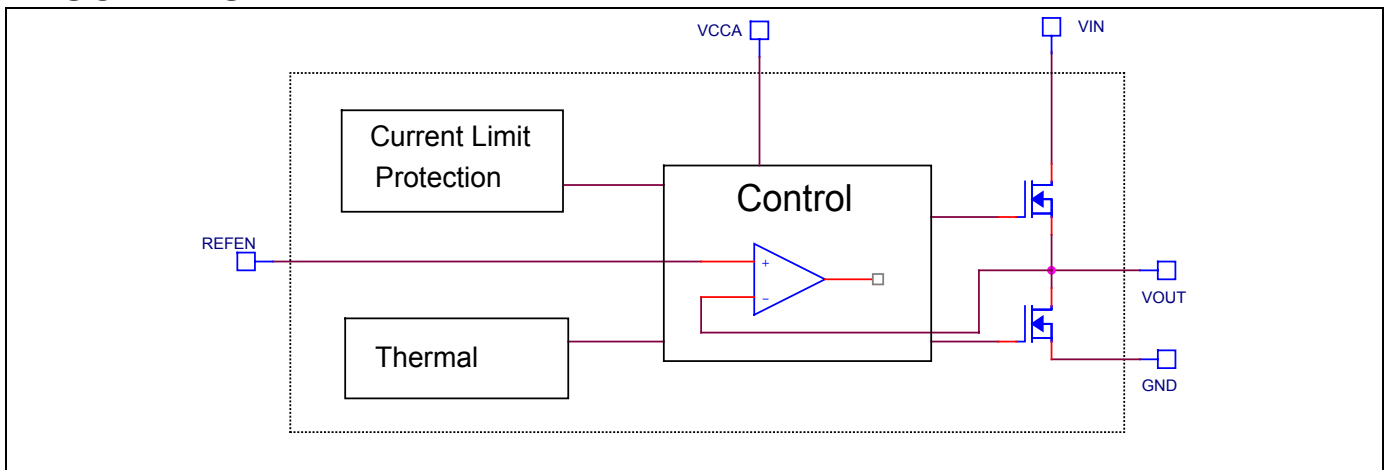 VCCA
VIN
Current Limit
Protection
Control
REFEN
+
−
VOUT
Thermal
GND